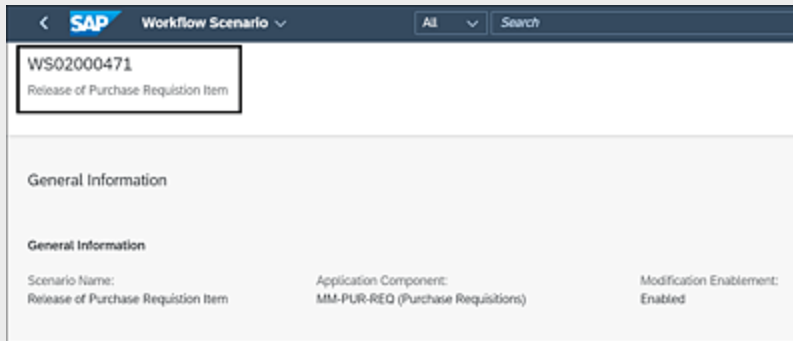 SAP Workflow Scenario All Search
WS02000471
Release of Purchase Requistion Item
General Information
General Information
Scenario Name: Application Component: Modification Enablement:
Release of Purchase Requistion Item MM-PUR-REQ (Purchase Requisitions) Enabled